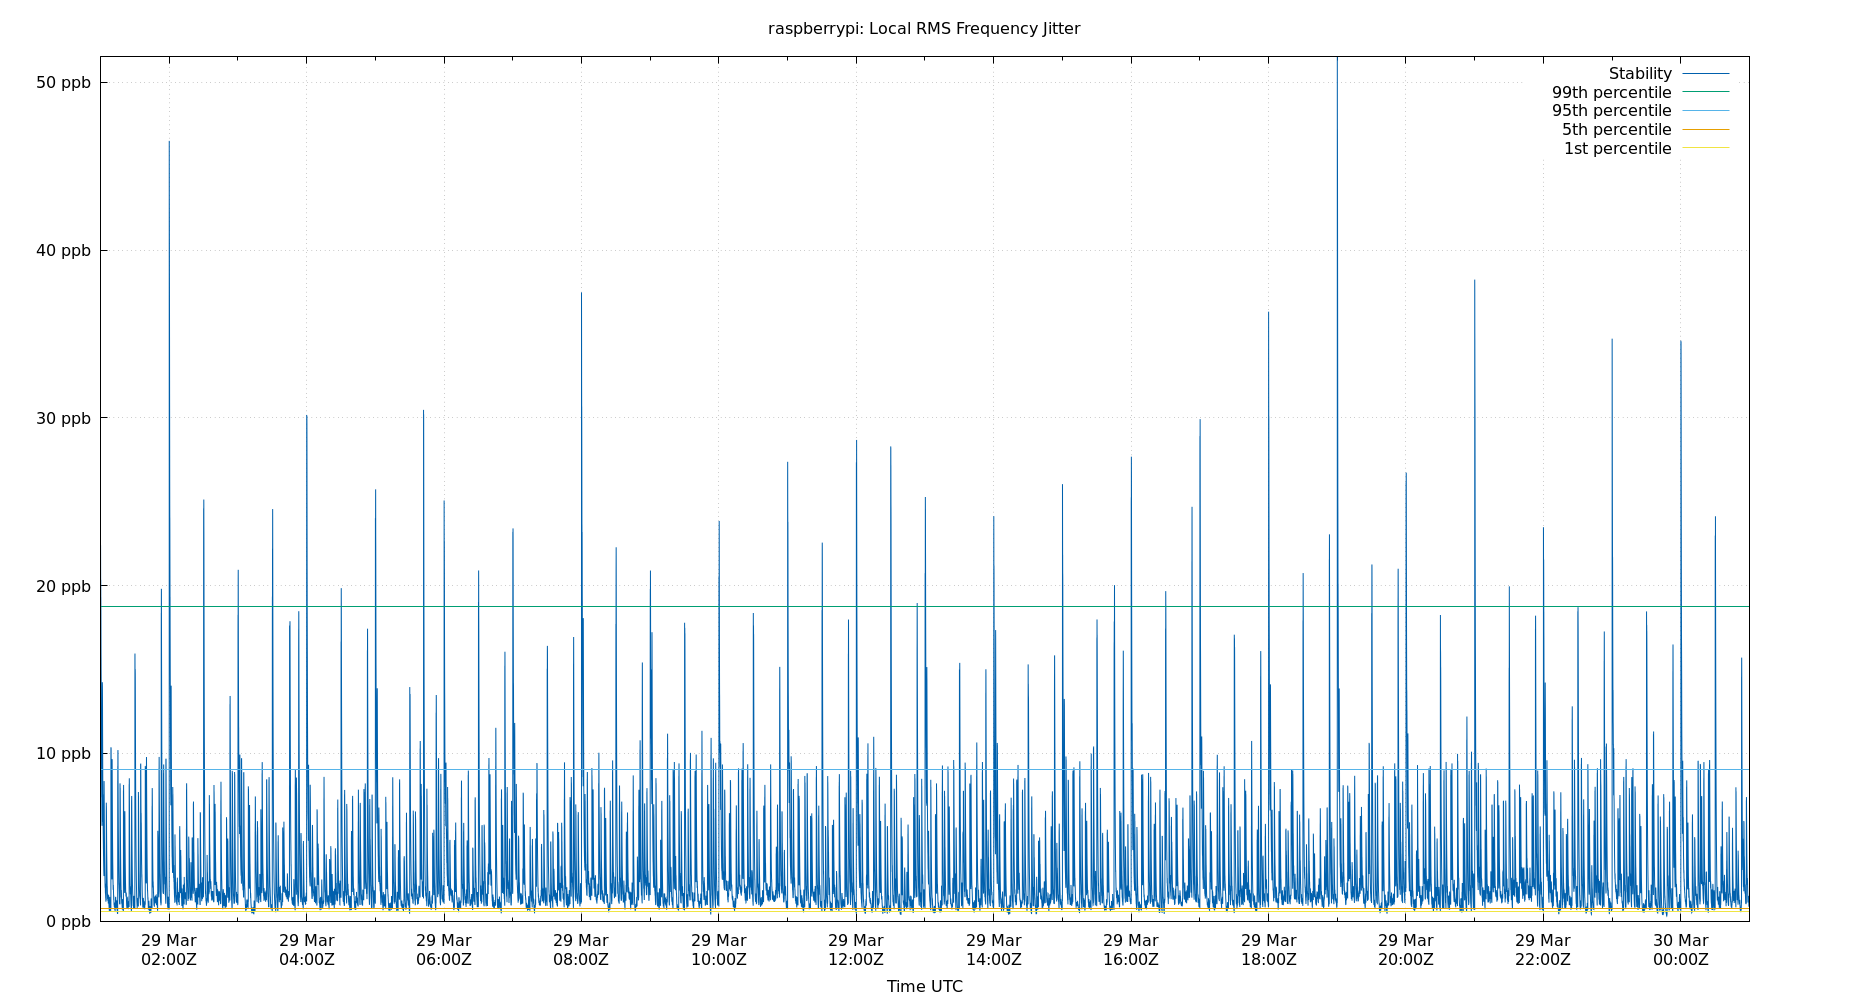 raspberrypi: Local RMS Frequency Jitter
50 ppb
40 ppb
30 ppb
20 ppb
10 ppb
0 ppb
Stability
99th percentile
95th percentile
5th percentile
1st percentile
29 Mar 29 Mar 29 Mar 29 Mar 29 Mar 29 Mar 29 Mar 29 Mar 29 Mar 29 Mar 29 Mar 30 Mar
02:00Z 04:00Z 06:00Z 08:00Z 10:00Z 12:00Z 14:00Z 16:00Z 18:00Z 20:00Z 22:00Z 00:00Z
Time UTC